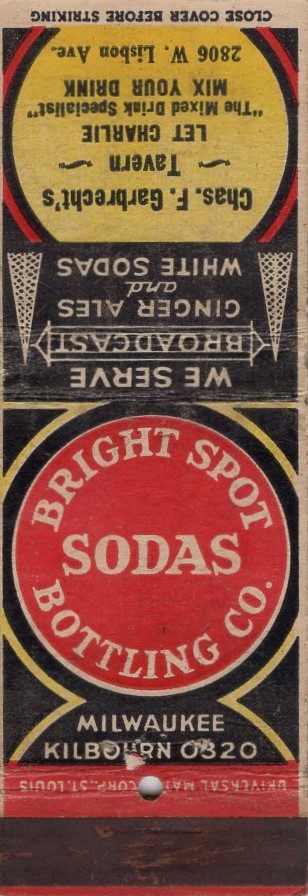 CLOSE COVER BEFORE STRIKING
WE SERVE
BROADCAST
GINGER ALES
and
WHITE SODAS
Chas. F. Garbrecht's
Tavern
LET CHARLIE
"The Mixed Drink Specialist"
MIX YOUR DRINK
2806 W. Lisbon Ave.
BRIGHT SPOT
SODAS
BOTTLING CO.
MILWAUKEE
KILBOURN 0320
UNIVERSAL MATCH CORP., ST. LOUIS